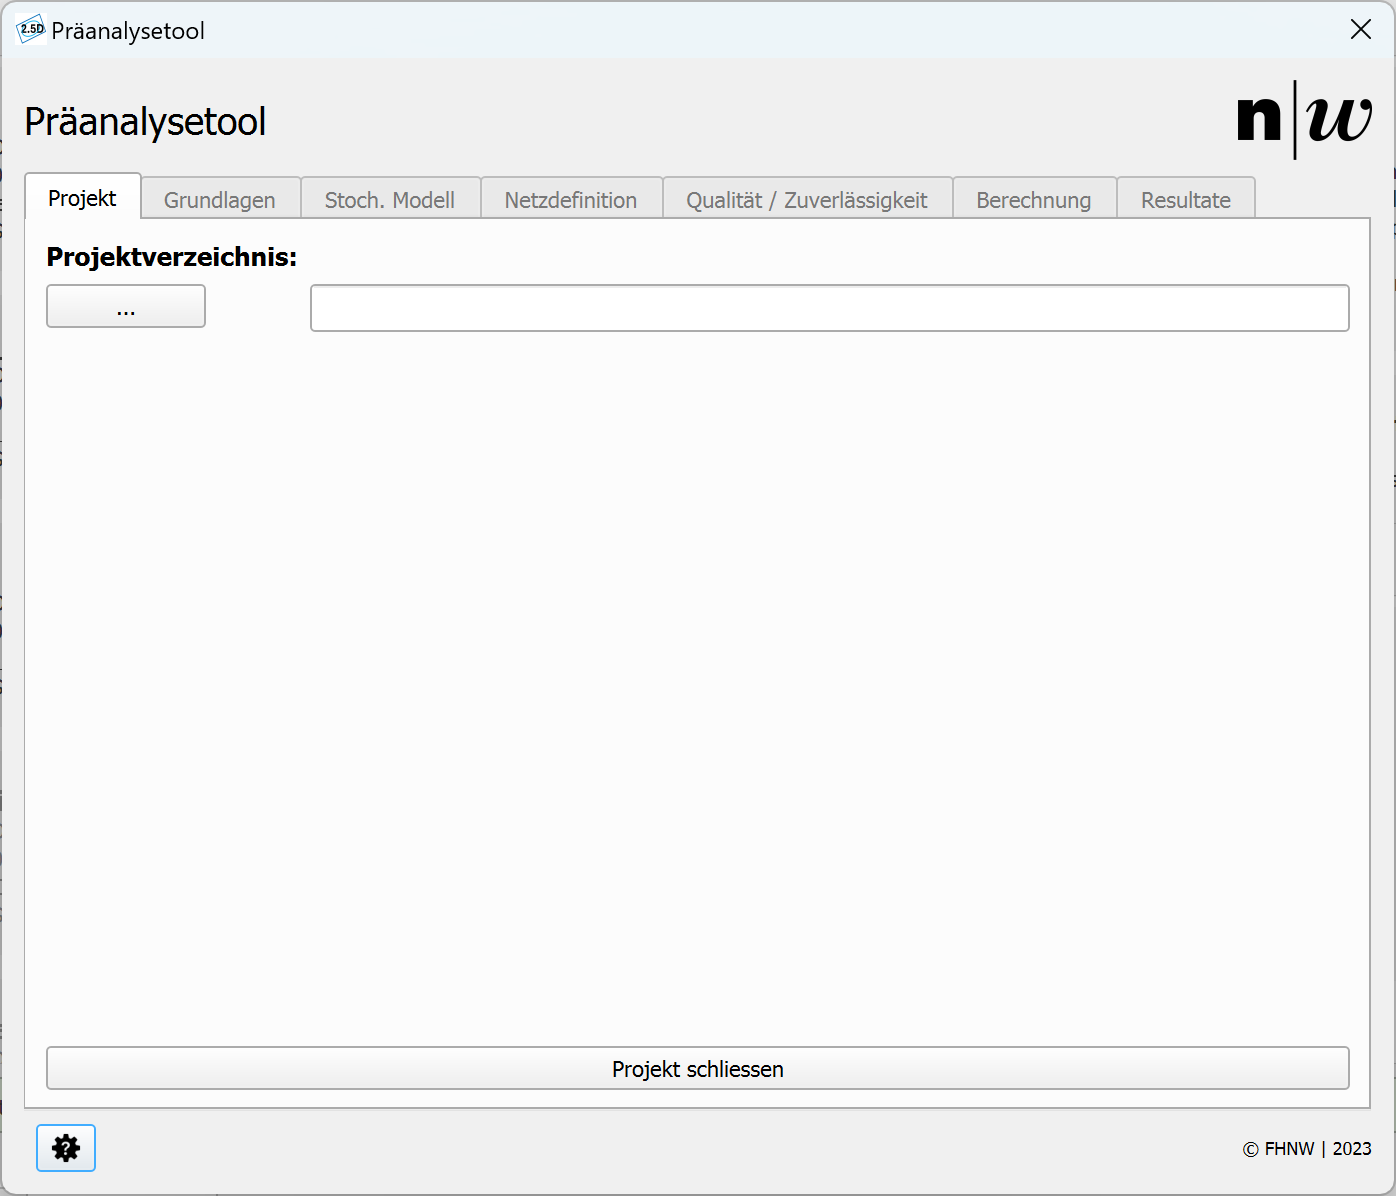 2.5D Präanalysetool
Präanalysetool
n|w
Projekt Grundlagen Stoch. Modell Netzdefinition Qualität / Zuverlässigkeit Berechnung Resultate
Projektverzeichnis:
...
Projekt schliessen
?
© FHNW | 2023